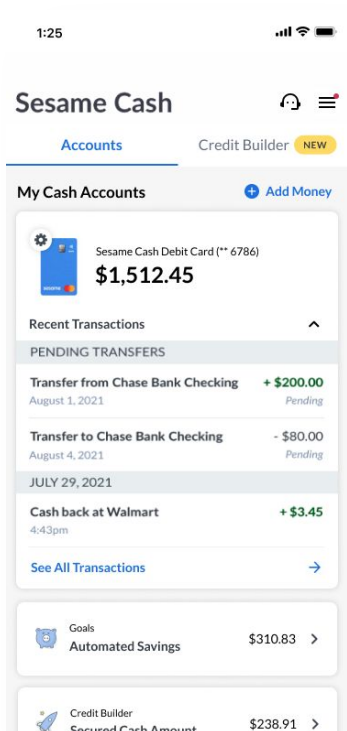 1:25
Sesame Cash
Accounts
Credit Builder NEW
My Cash Accounts
Add Money
Sesame Cash Debit Card (** 6786)
$1,512.45
sesame
Recent Transactions
PENDING TRANSFERS
Transfer from Chase Bank Checking + $200.00
August 1, 2021 Pending
Transfer to Chase Bank Checking - $80.00
August 4, 2021 Pending
JULY 29, 2021
Cash back at Walmart + $3.45
4:43pm
See All Transactions
Goals
Automated Savings $310.83
Credit Builder
Secured Cash Amount $238.91